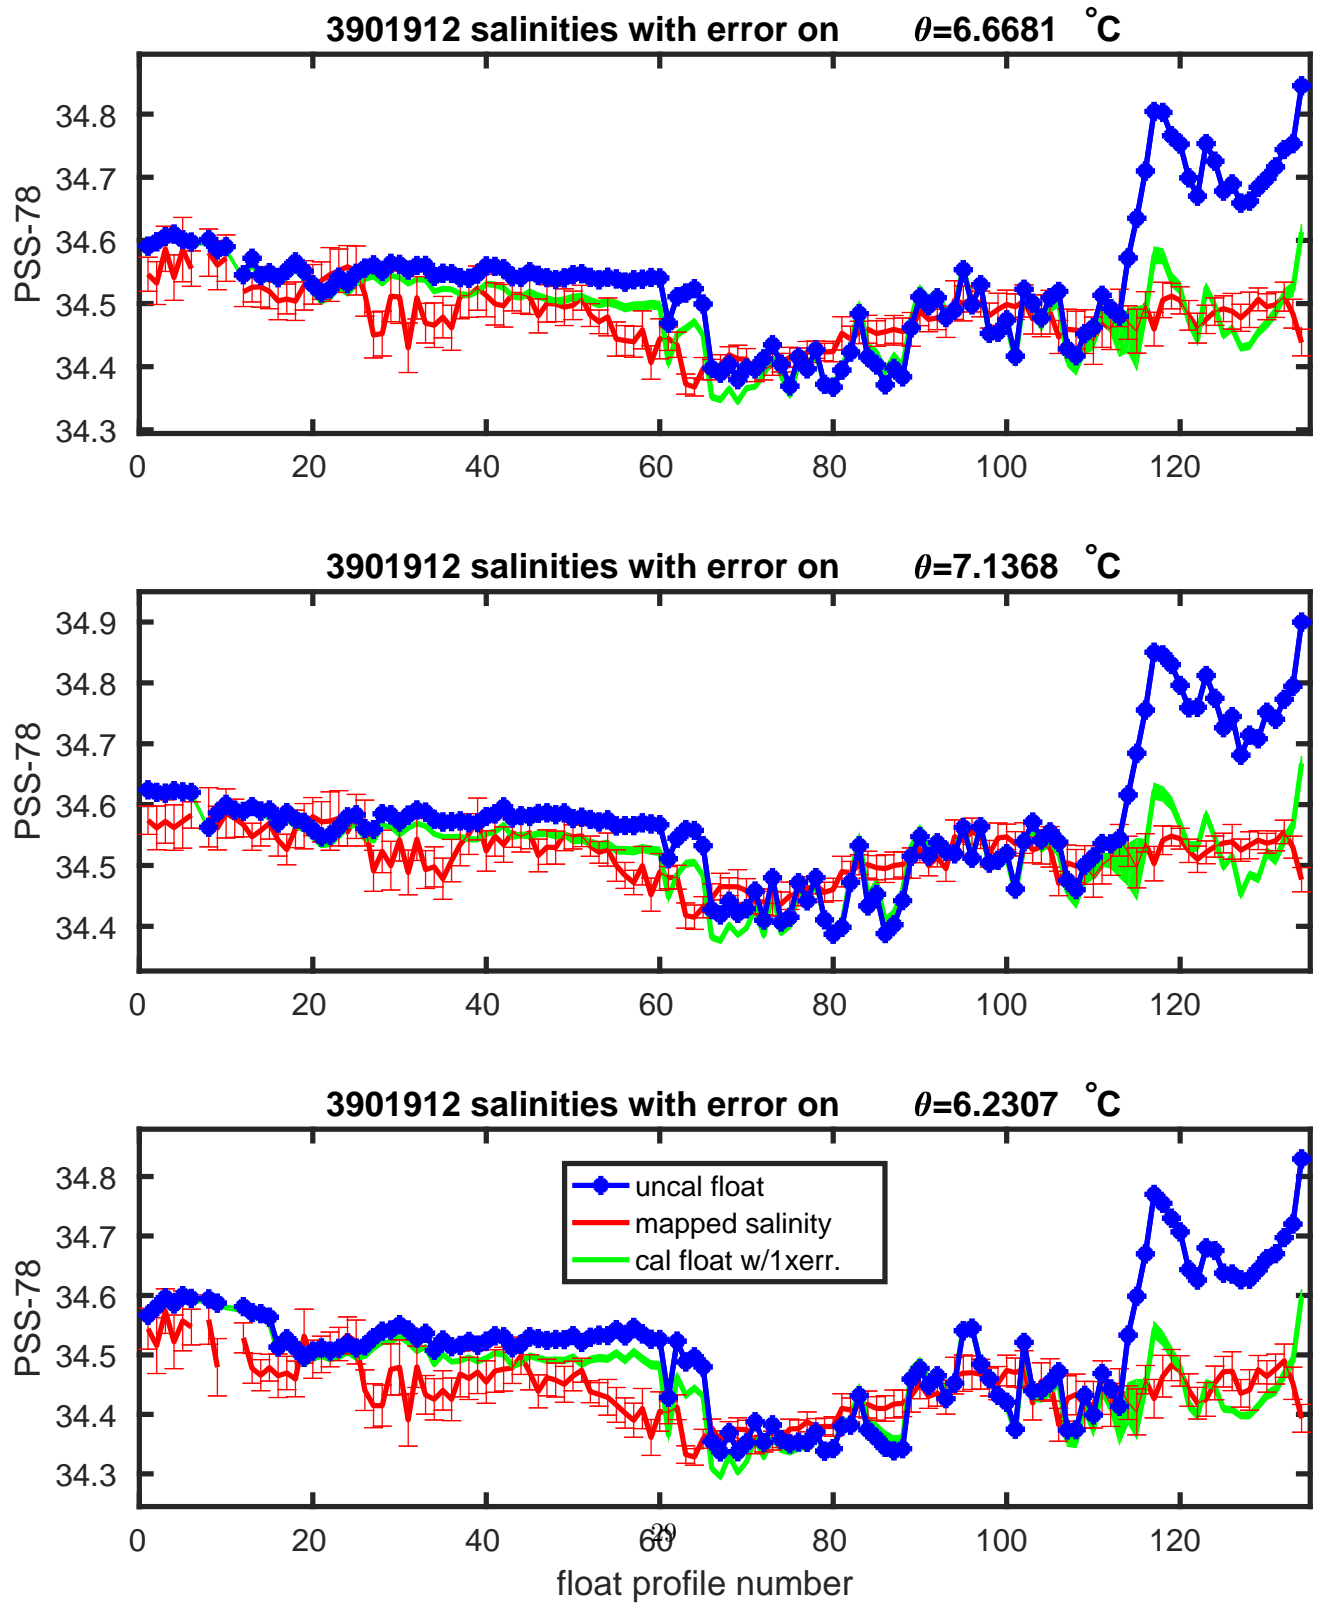 3901912 salinities with error on θ=6.6681 °C
PSS-78
34.8
34.7
34.6
34.5
34.4
34.3
0 20 40 60 80 100 120
3901912 salinities with error on θ=7.1368 °C
PSS-78
34.9
34.8
34.7
34.6
34.5
34.4
0 20 40 60 80 100 120
3901912 salinities with error on θ=6.2307 °C
PSS-78
34.8
34.7
34.6
34.5
34.4
34.3
uncal float
mapped salinity
cal float w/1xerr.
0 20 40 60 80 100 120
29
float profile number